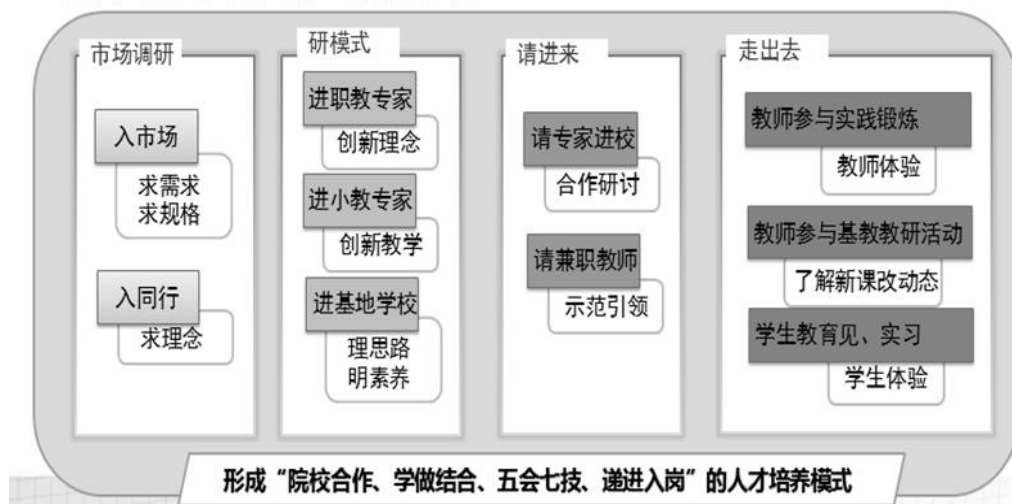 市场调研
入市场
求需求
求规格
入同行
求理念
研模式
进职教专家
创新理念
进小教专家
创新教学
进基地学校
理思路
明素养
请进来
请专家进校
合作研讨
请兼职教师
示范引领
走出去
教师参与实践锻炼
教师体验
教师参与基教教研活动
了解新课改动态
学生教育见、实习
学生体验
形成“院校合作、学做结合、五会七技、递进入岗”的人才培养模式